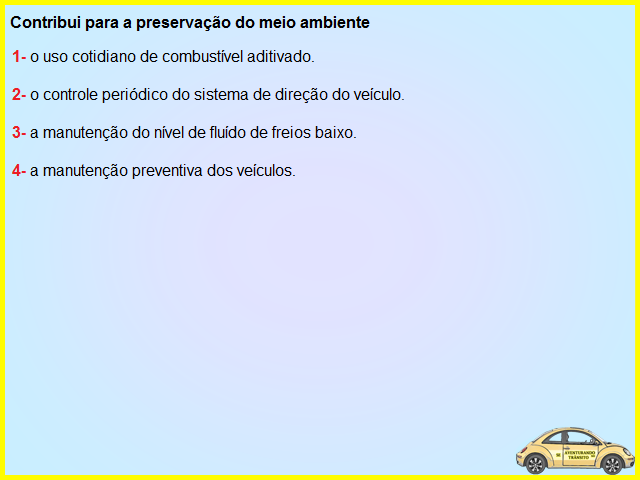 Contribui para a preservação do meio ambiente
1- o uso cotidiano de combustível aditivado.
2- o controle periódico do sistema de direção do veículo.
3- a manutenção do nível de fluído de freios baixo.
4- a manutenção preventiva dos veículos.
AVENTURANDO
TRÂNSITO